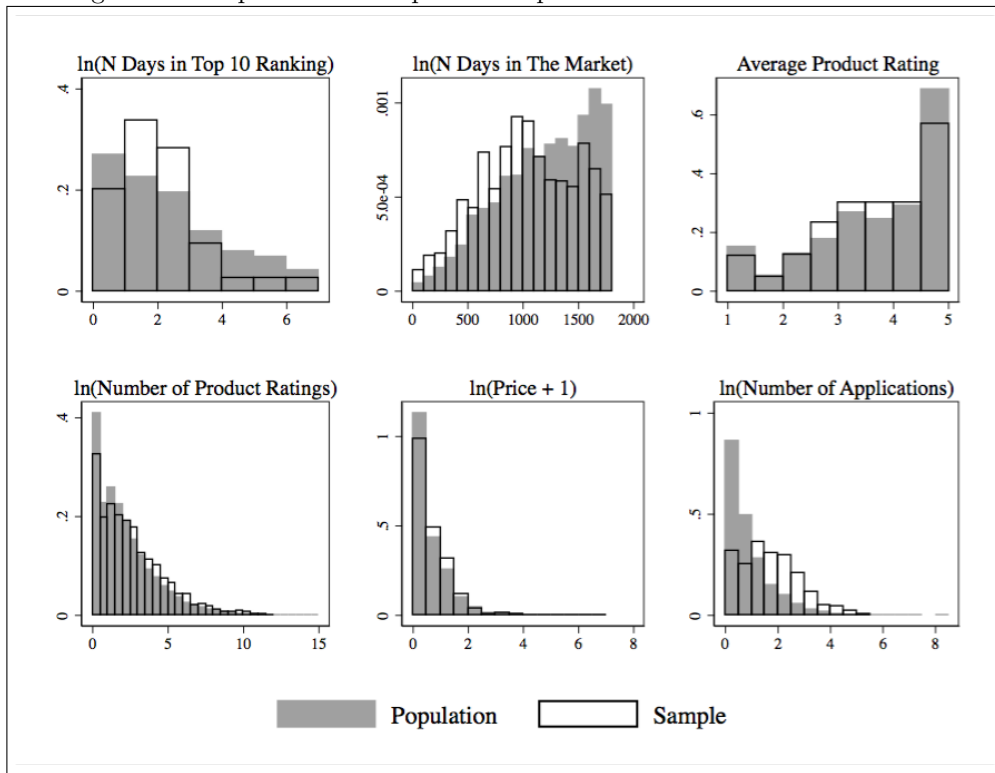 ln(N Days in Top 10 Ranking)
.4
.2
0
0 2 4 6
ln(N Days in The Market)
.001
5.0e-04
0
0 500 1000 1500 2000
Average Product Rating
.6
.4
.2
0
1 2 3 4 5
ln(Number of Product Ratings)
.4
.2
0
0 5 10 15
ln(Price + 1)
1
.5
0
0 2 4 6 8
ln(Number of Applications)
1
.5
0
0 2 4 6 8
Population
Sample